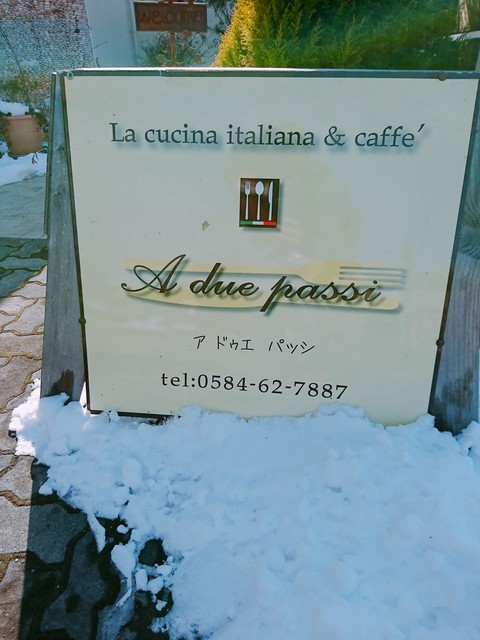 La cucina italiana & caffe´
A due passi
ア ドゥエ パッシ
tel:0584-62-7887